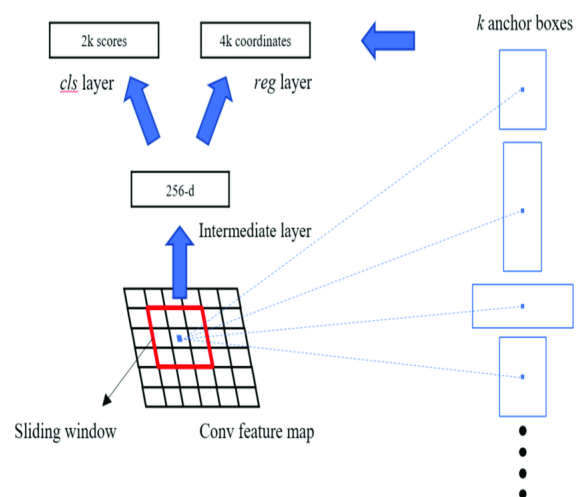 k anchor boxes
2k scores
4k coordinates
cls layer
reg layer
256-d
Intermediate layer
Sliding window
Conv feature map